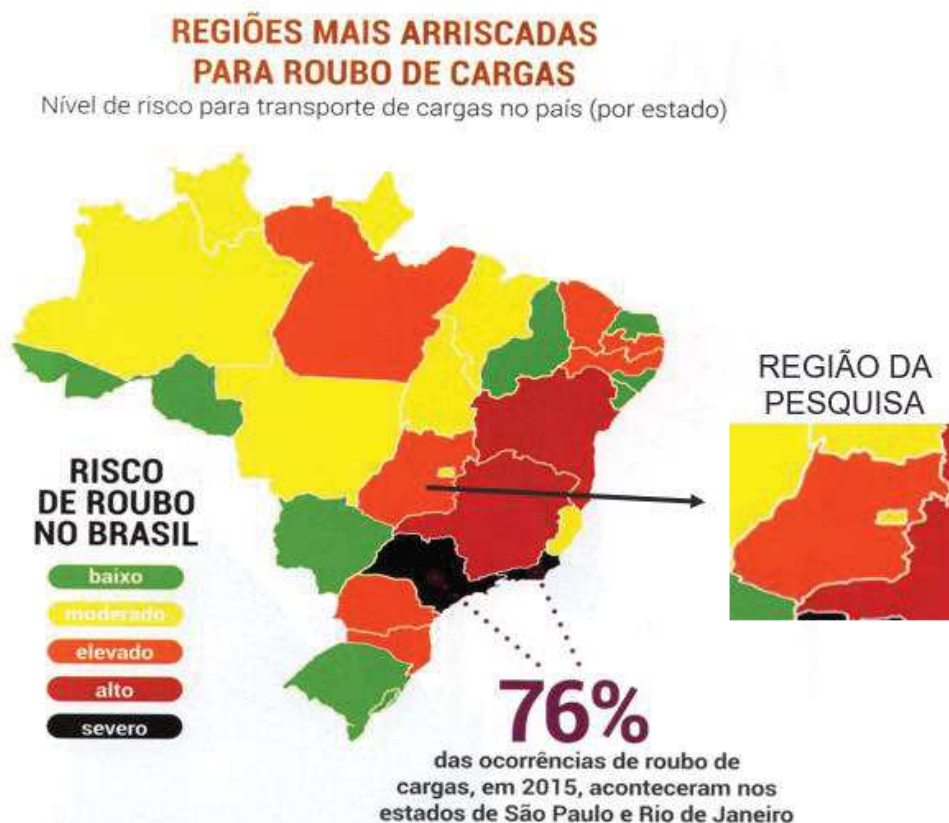 REGIÕES MAIS ARRISCADAS
PARA ROUBO DE CARGAS
Nível de risco para transporte de cargas no país (por estado)
REGIÃO DA
PESQUISA
RISCO
DE ROUBO
NO BRASIL
baixo
moderado
elevado
alto
severo
76%
das ocorrências de roubo de
cargas, em 2015, aconteceram nos
estados de São Paulo e Rio de Janeiro